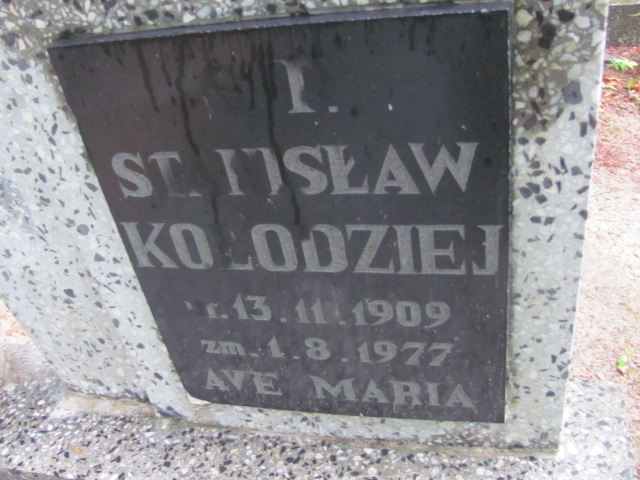 STANISŁAW
KOŁODZIEJ
ur. 13.11.1909
zm. 1.8.1977
AVE MARIA